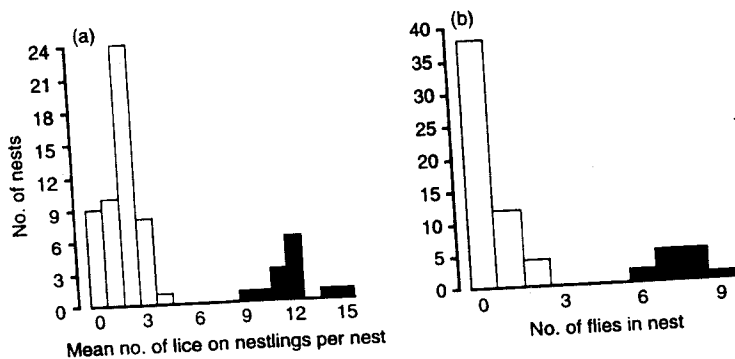 (a)
24
21
18
15
12
9
6
3
0
No. of nests
0 3 6 9 12 15
Mean no. of lice on nestlings per nest
(b)
40
35
30
25
20
15
10
5
0
0 3 6 9
No. of flies in nest